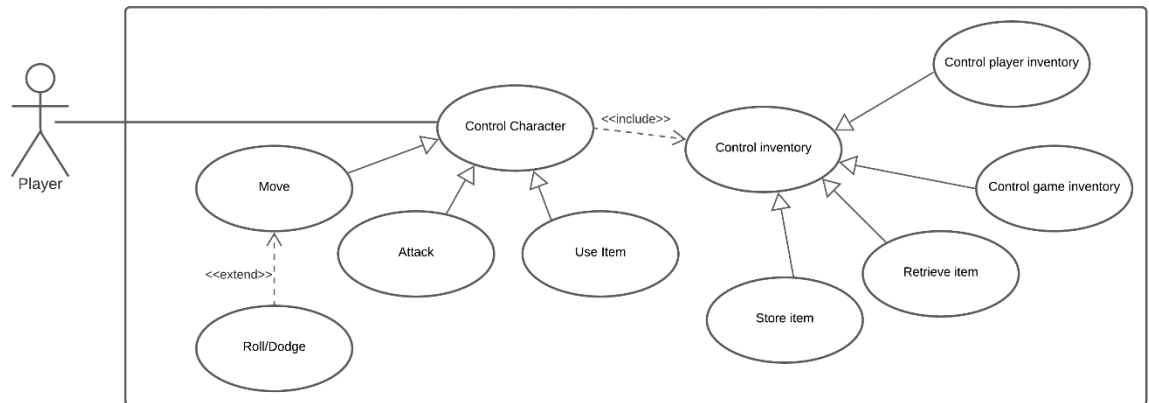 Control player inventory
<<include>>
Control Character
Control inventory
Player
Move
Control game inventory
Attack
Use Item
<<extend>>
Retrieve item
Store item
Roll/Dodge